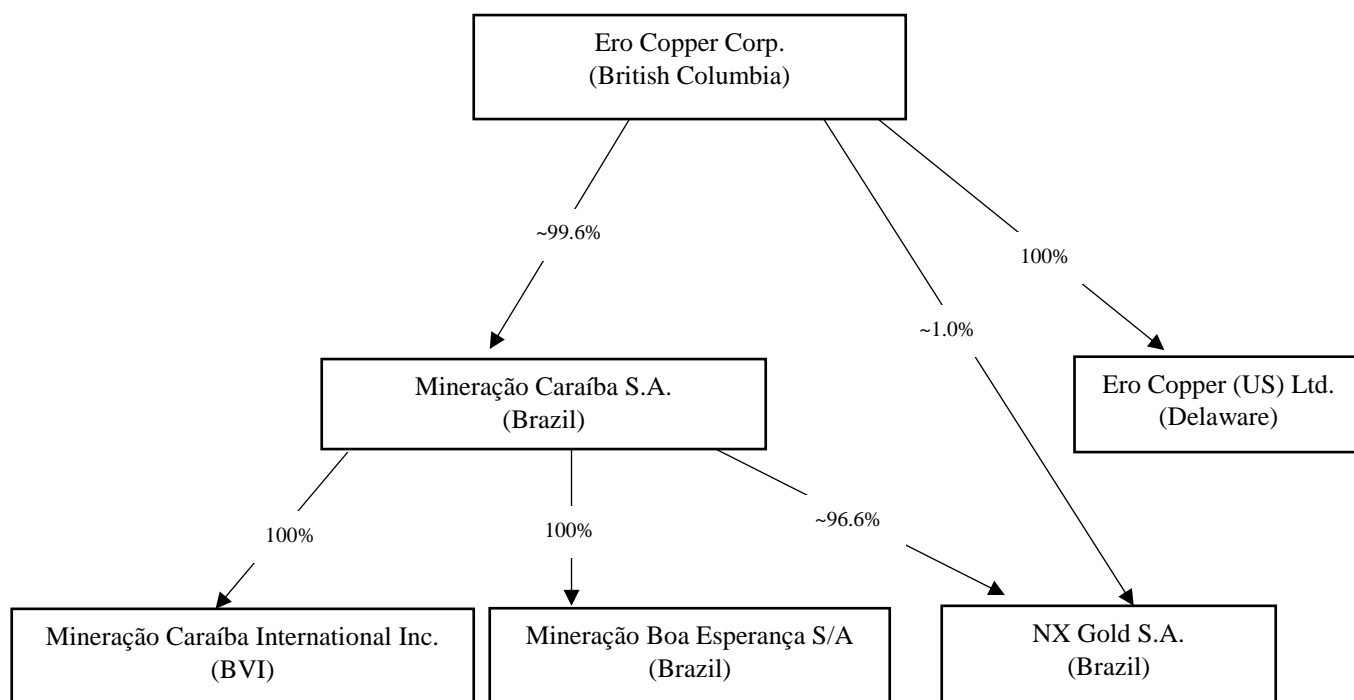 Ero Copper Corp.
(British Columbia)
~99.6%
100%
~1.0%
Mineração Caraíba S.A.
(Brazil)
Ero Copper (US) Ltd.
(Delaware)
100%
100%
~96.6%
Mineração Caraíba International Inc.
(BVI)
Mineração Boa Esperança S/A
(Brazil)
NX Gold S.A.
(Brazil)